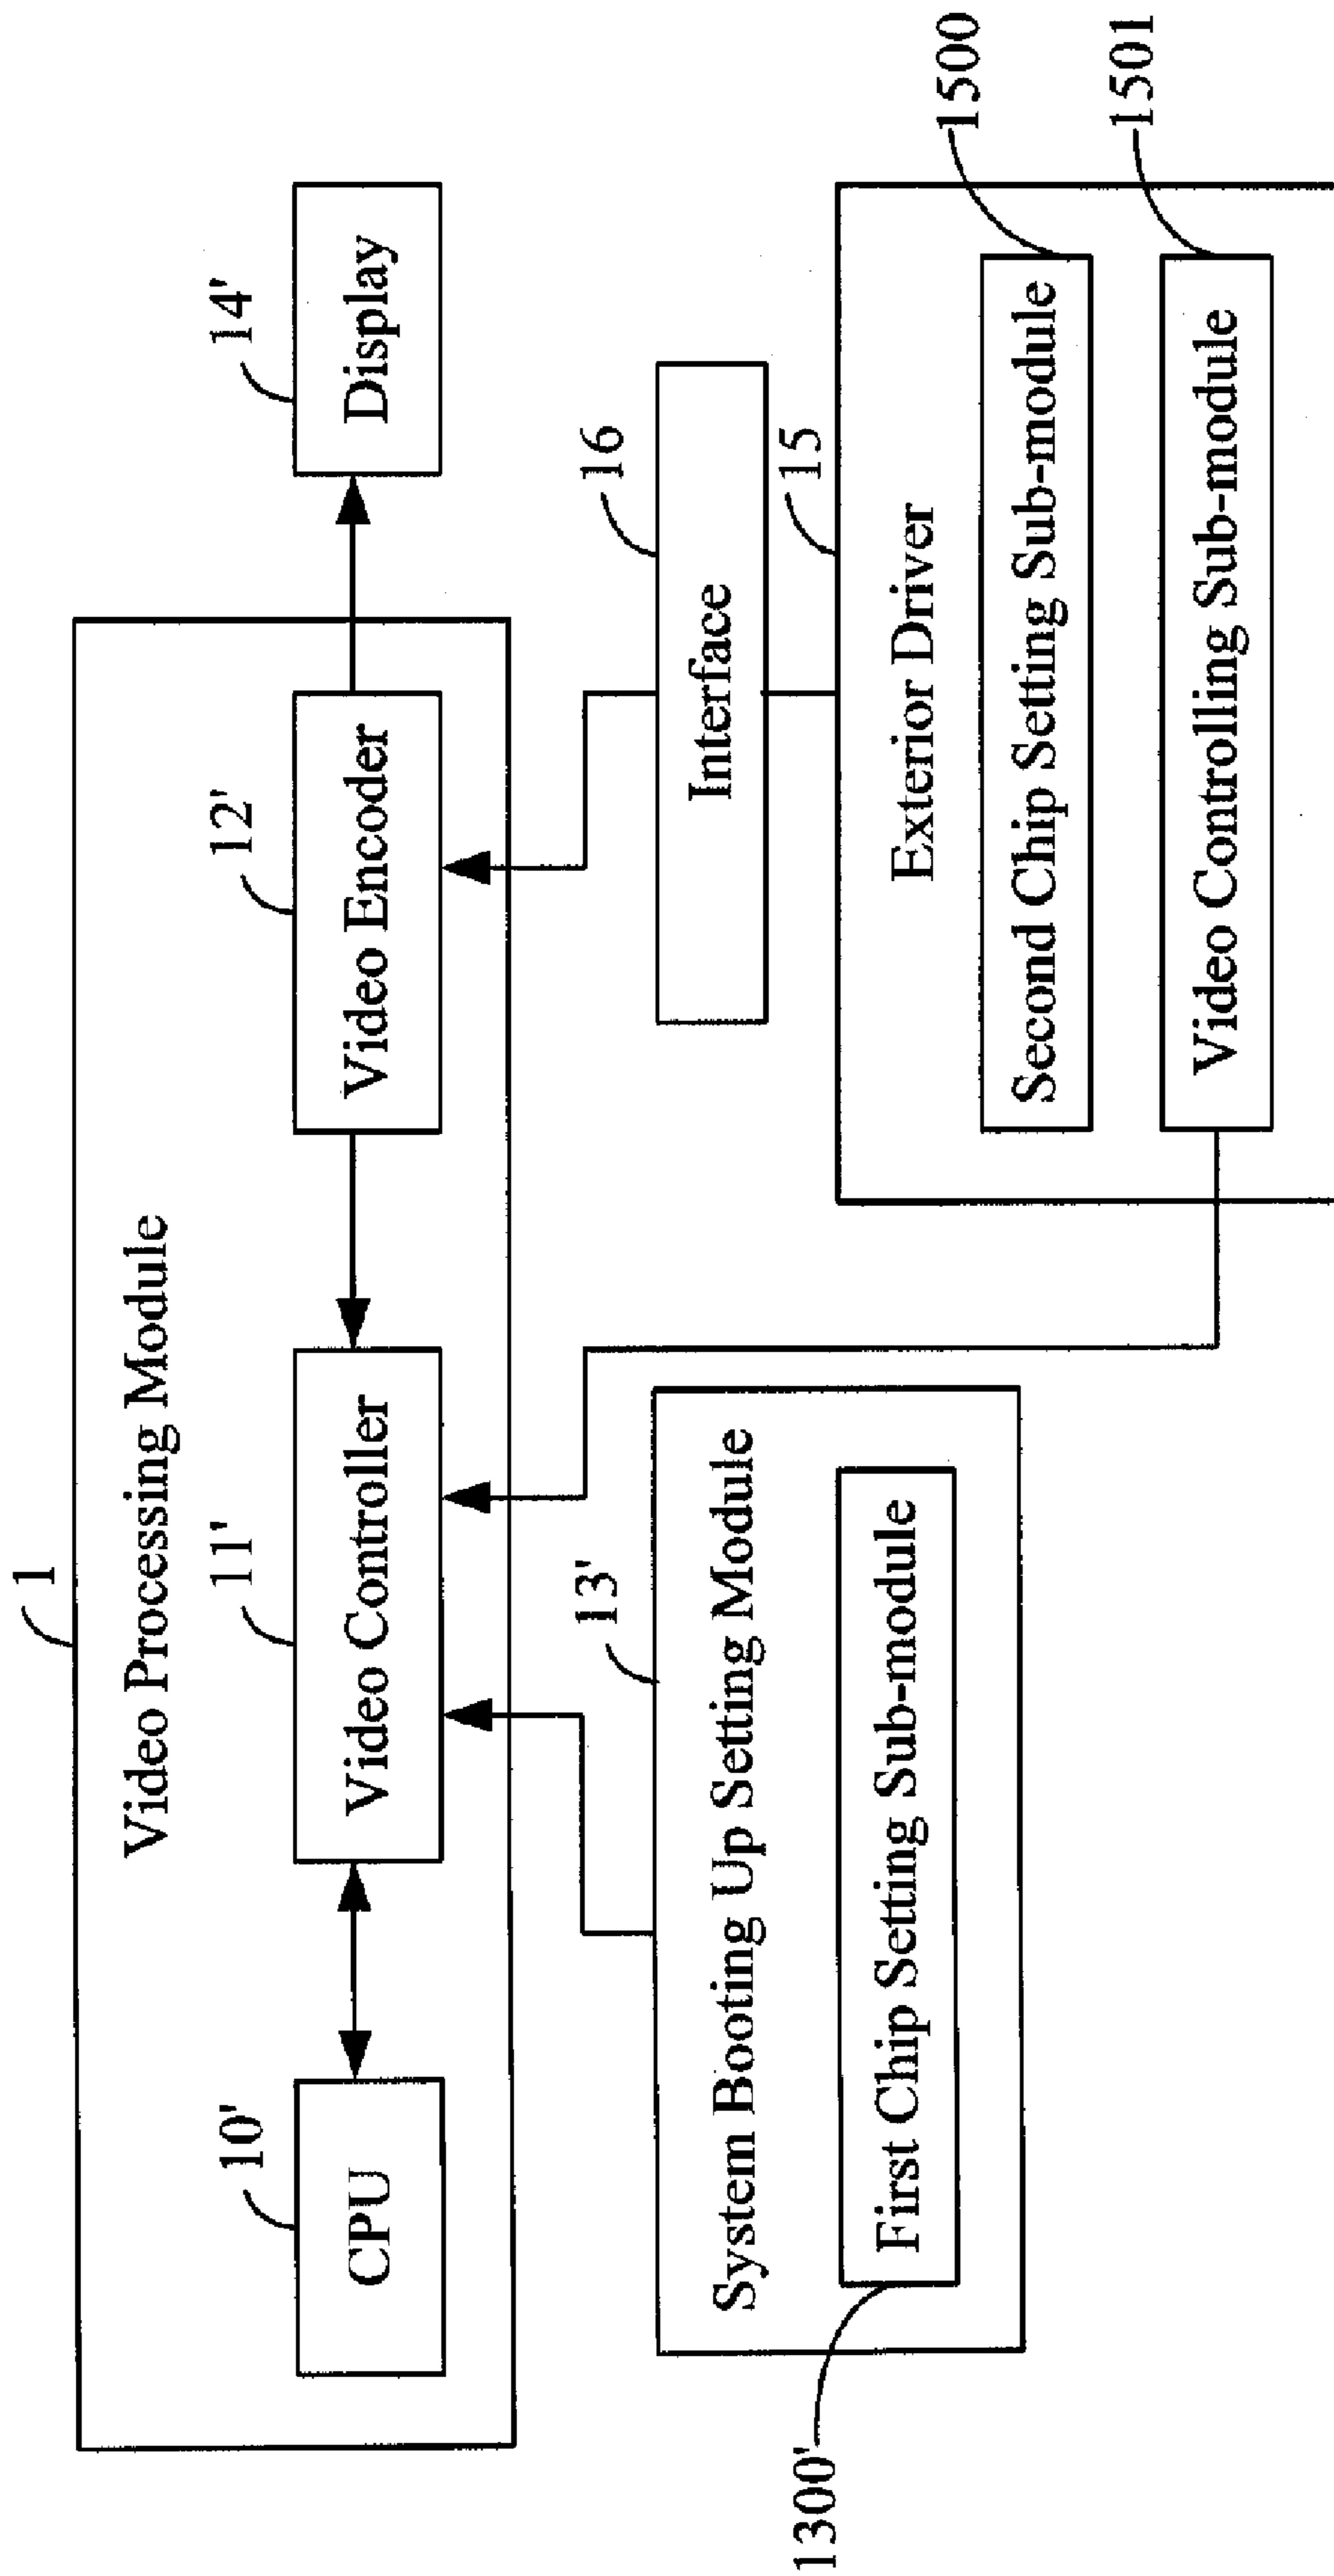 1
Video Processing Module
10'
CPU
11'
Video Controller
12'
Video Encoder
14'
Display
13'
System Booting Up Setting Module
1300'
First Chip Setting Sub-module
16
Interface
15
Exterior Driver
Second Chip Setting Sub-module
1500
Video Controlling Sub-module
1501